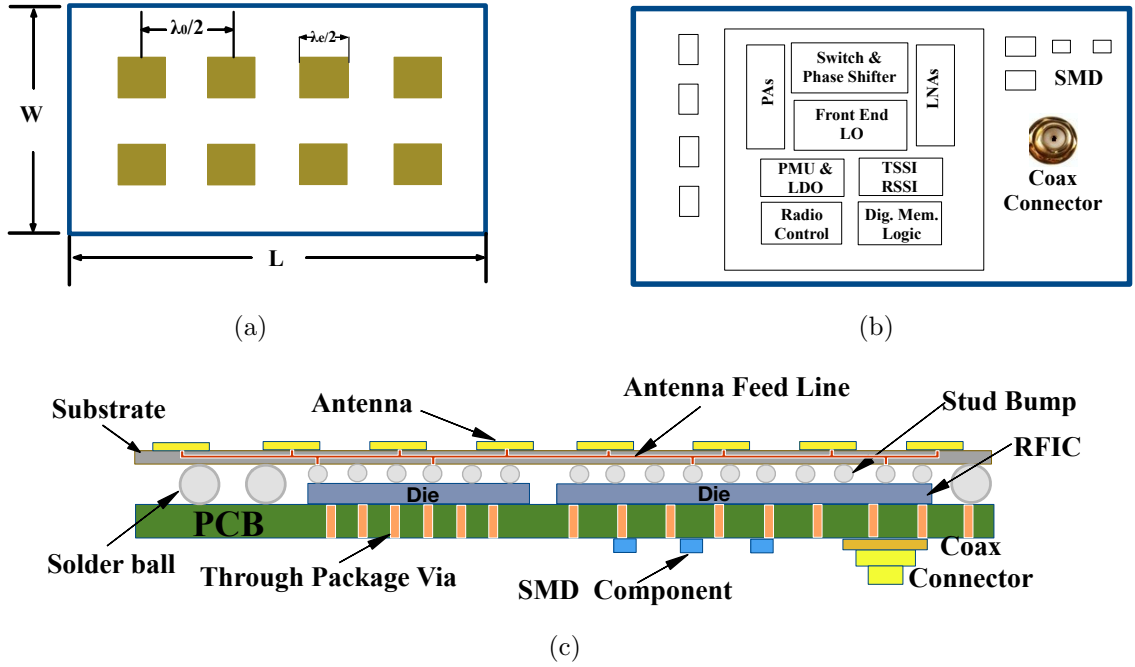 λ₀/2
λe/2
W
L
(a)
PAs
Switch &
Phase Shifter
LNAs
Front End
LO
PMU &
LDO
TSSI
RSSI
Radio
Control
Dig. Mem.
Logic
SMD
Coax
Connector
(b)
Substrate
Antenna
Antenna Feed Line
Stud Bump
RFIC
Die
Die
PCB
Solder ball
Through Package Via
SMD Component
Coax
Connector
(c)